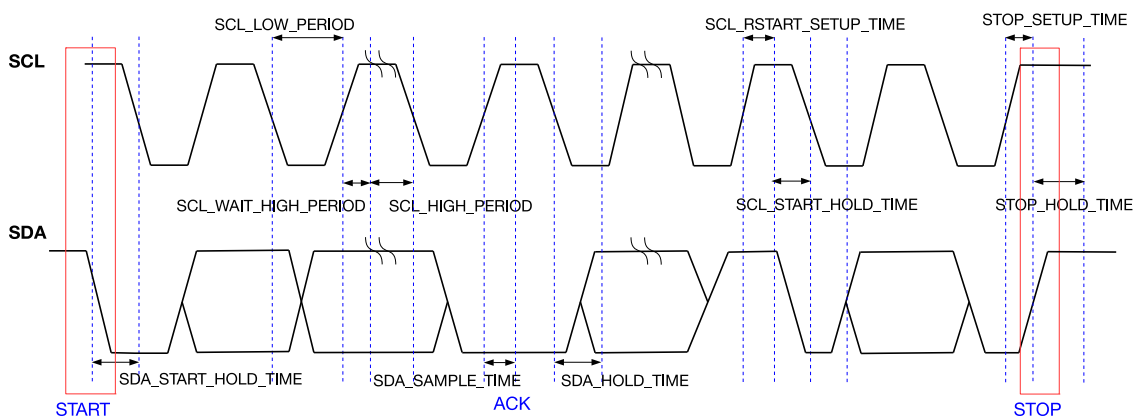 SCL_LOW_PERIOD
SCL_RSTART_SETUP_TIME
STOP_SETUP_TIME
SCL
SCL_WAIT_HIGH_PERIOD
SCL_HIGH_PERIOD
SCL_START_HOLD_TIME
STOP_HOLD_TIME
SDA
SDA_START_HOLD_TIME
SDA_SAMPLE_TIME
SDA_HOLD_TIME
START
ACK
STOP